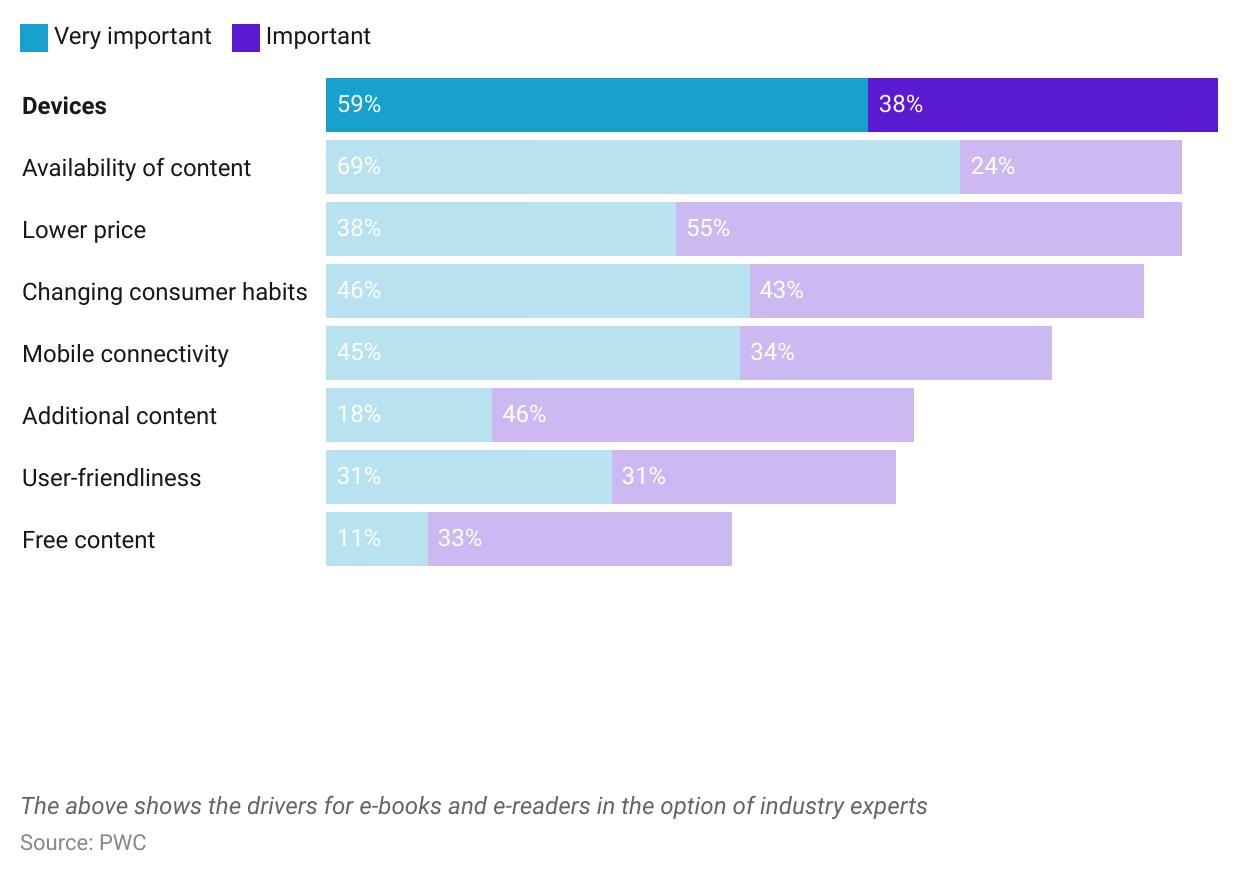 Very important Important
Devices 59% 38%
Availability of content 69% 24%
Lower price 38% 55%
Changing consumer habits 46% 43%
Mobile connectivity 45% 34%
Additional content 18% 46%
User-friendliness 31% 31%
Free content 11% 33%
The above shows the drivers for e-books and e-readers in the option of industry experts
Source: PWC